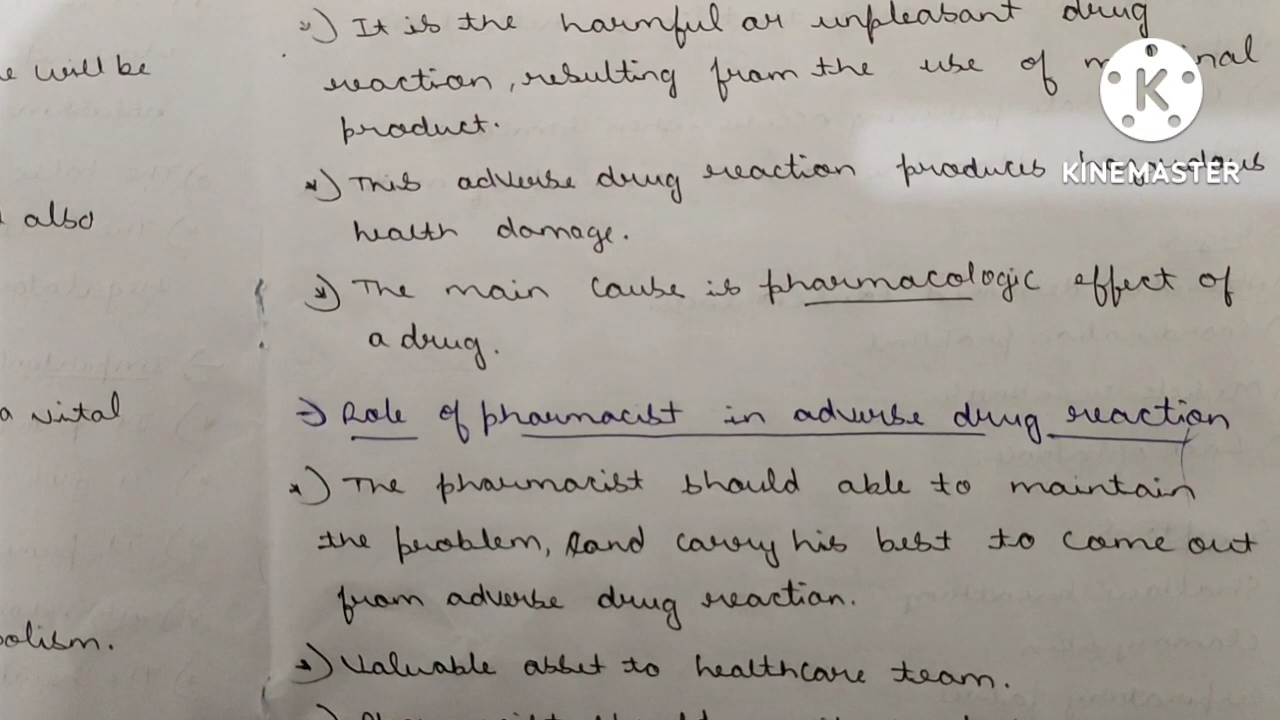 *) It is the harmful or unpleasant drug
reaction, resulting from the use of
product.
*) This adverse drug reaction produces
health damage.
*) The main cause is pharmacologic effect of
a drug.
=) Role of pharmacist in adverse drug reaction
*) The pharmacist should able to maintain
the problem, and carry his best to come out
from adverse drug reaction.
*) Valuable asset to healthcare team.
e will be
also
a vital
bolism.
K
KINEMASTER